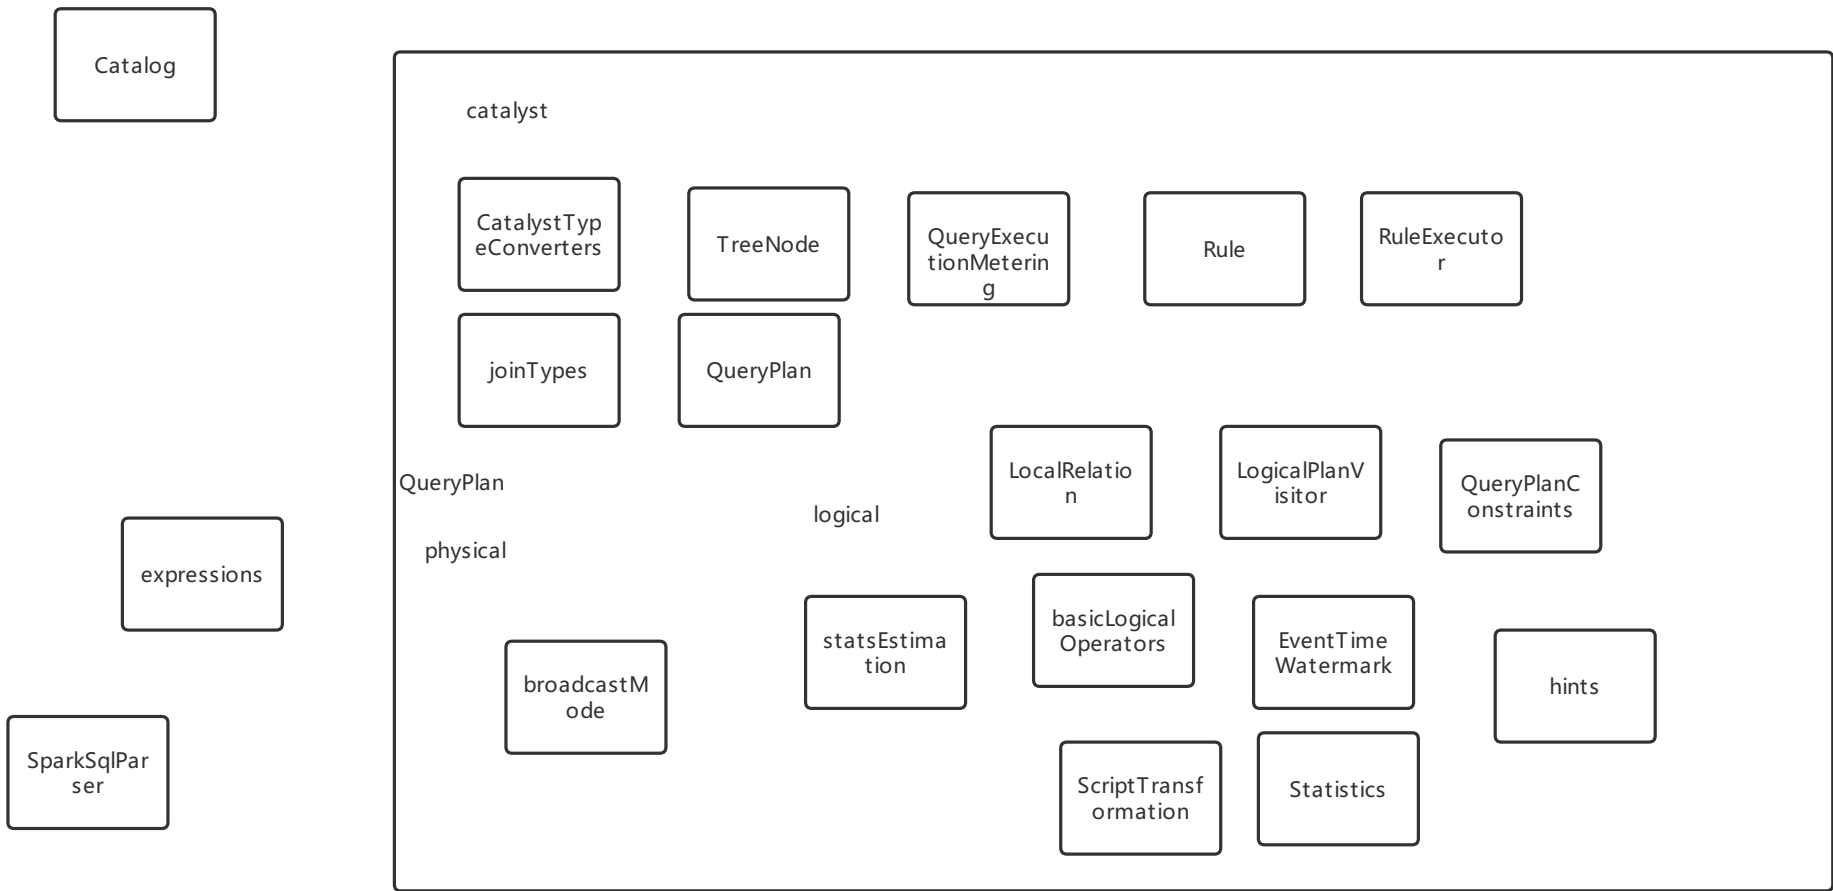 Catalog
catalyst
CatalystTyp
eConverters
TreeNode
QueryExecu
tionMeterin
g
Rule
RuleExecuto
r
joinTypes
QueryPlan
QueryPlan
physical
logical
LocalRelatio
n
LogicalPlanV
isitor
QueryPlanC
onstraints
expressions
broadcastM
ode
statsEstima
tion
basicLogical
Operators
EventTime
Watermark
hints
SparkSqlPar
ser
ScriptTransf
ormation
Statistics